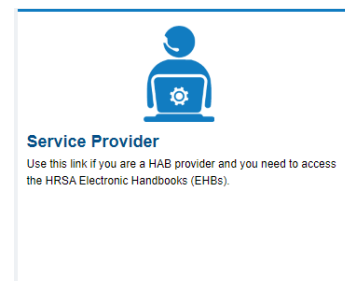 Service Provider
Use this link if you are a HAB provider and you need to access
the HRSA Electronic Handbooks (EHBs).